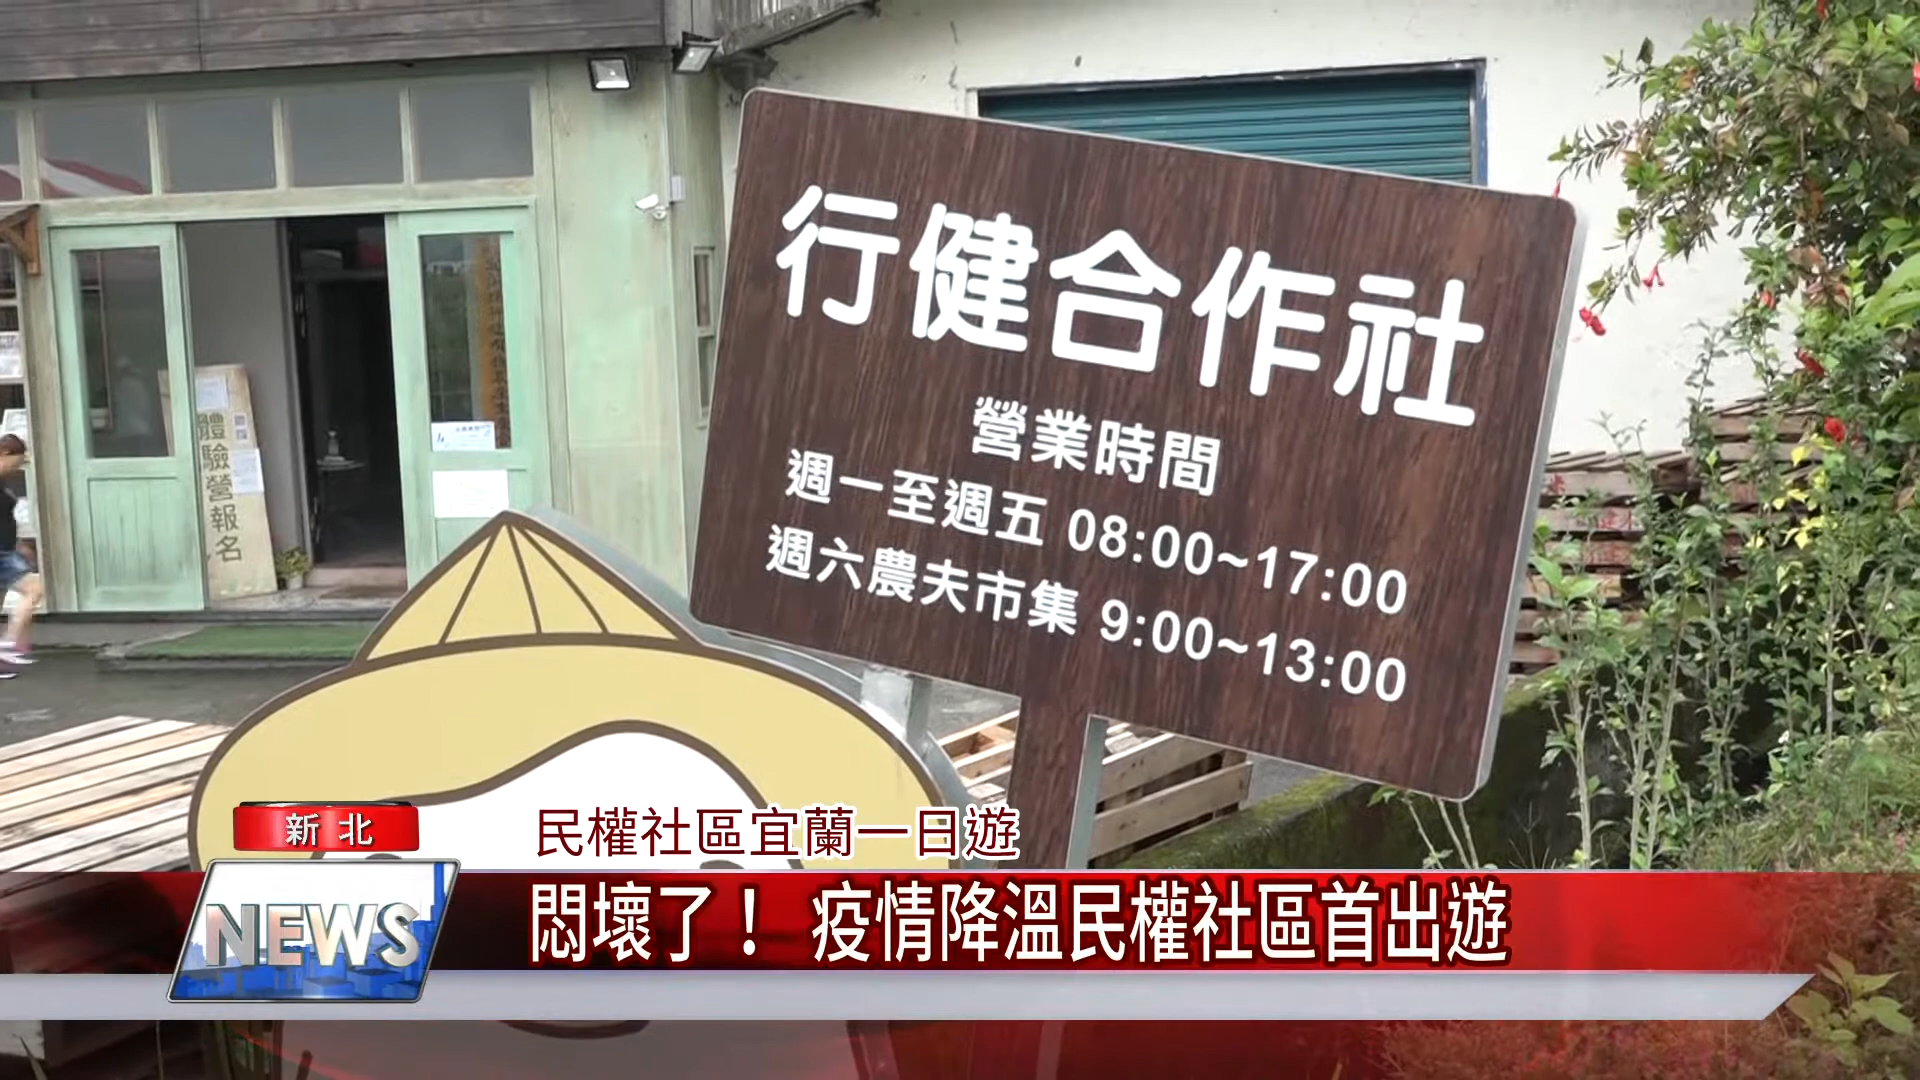 行健合作社
營業時間
週一至週五 08:00~17:00
週六農夫市集 9:00~13:00
體驗營報名
新北
民權社區宜蘭一日遊
NEWS
悶壞了！ 疫情降溫民權社區首出遊